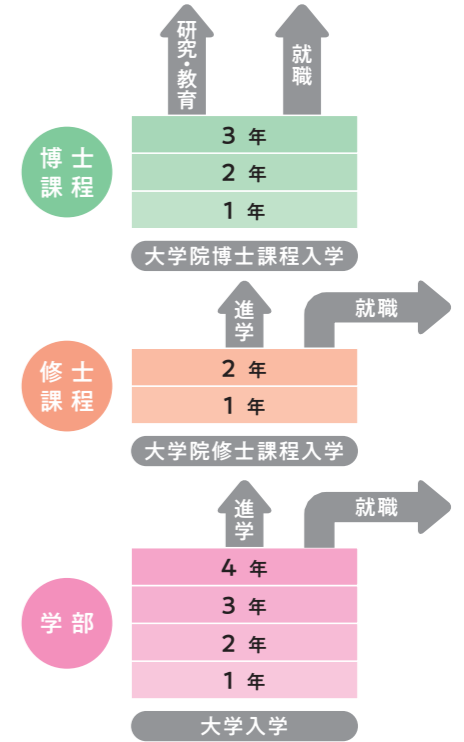 研究・教育
就職
博士
課程
3 年
2 年
1 年
大学院博士課程入学
進学
就職
修士
課程
2 年
1 年
大学院修士課程入学
進学
就職
学部
4 年
3 年
2 年
1 年
大学入学